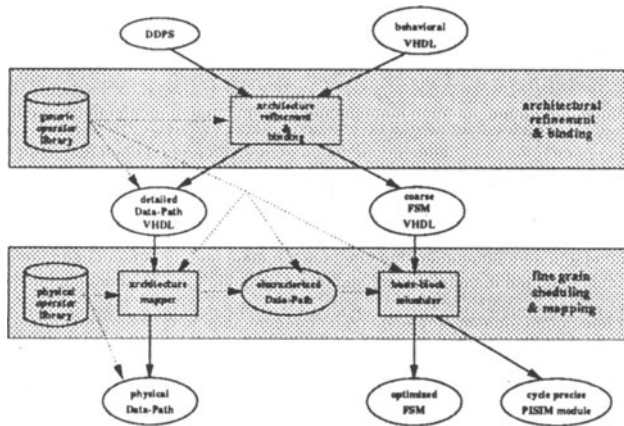 DDPS
behavioral
VHDL
generic
operator
library
architecture
refinement
&
binding
architectural
refinement
& binding
detailed
Data-Path
VHDL
coarse
FSM
VHDL
physical
operator
library
architecture
mapper
characterized
Data-Path
basic-block
scheduler
fine grain
sheduling
& mapping
physical
Data-Path
optimized
FSM
cycle precise
PISIM module